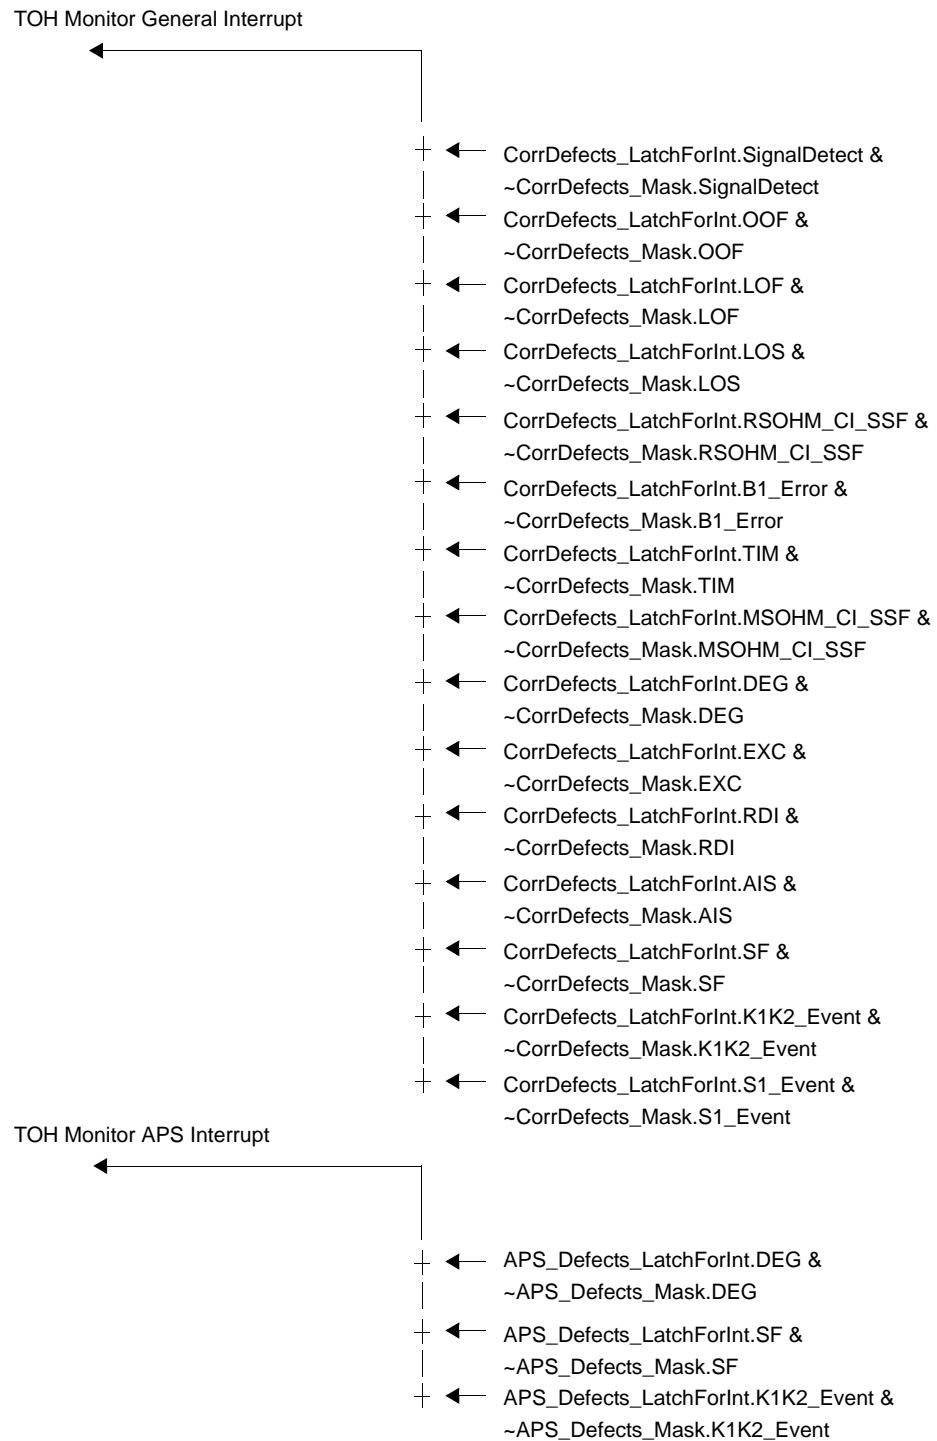 TOH Monitor General Interrupt
CorrDefects_LatchForInt.SignalDetect &
~CorrDefects_Mask.SignalDetect
CorrDefects_LatchForInt.OOF &
~CorrDefects_Mask.OOF
CorrDefects_LatchForInt.LOF &
~CorrDefects_Mask.LOF
CorrDefects_LatchForInt.LOS &
~CorrDefects_Mask.LOS
CorrDefects_LatchForInt.RSOHM_CI_SSF &
~CorrDefects_Mask.RSOHM_CI_SSF
CorrDefects_LatchForInt.B1_Error &
~CorrDefects_Mask.B1_Error
CorrDefects_LatchForInt.TIM &
~CorrDefects_Mask.TIM
CorrDefects_LatchForInt.MSOHM_CI_SSF &
~CorrDefects_Mask.MSOHM_CI_SSF
CorrDefects_LatchForInt.DEG &
~CorrDefects_Mask.DEG
CorrDefects_LatchForInt.EXC &
~CorrDefects_Mask.EXC
CorrDefects_LatchForInt.RDI &
~CorrDefects_Mask.RDI
CorrDefects_LatchForInt.AIS &
~CorrDefects_Mask.AIS
CorrDefects_LatchForInt.SF &
~CorrDefects_Mask.SF
CorrDefects_LatchForInt.K1K2_Event &
~CorrDefects_Mask.K1K2_Event
CorrDefects_LatchForInt.S1_Event &
~CorrDefects_Mask.S1_Event
TOH Monitor APS Interrupt
APS_Defects_LatchForInt.DEG &
~APS_Defects_Mask.DEG
APS_Defects_LatchForInt.SF &
~APS_Defects_Mask.SF
APS_Defects_LatchForInt.K1K2_Event &
~APS_Defects_Mask.K1K2_Event